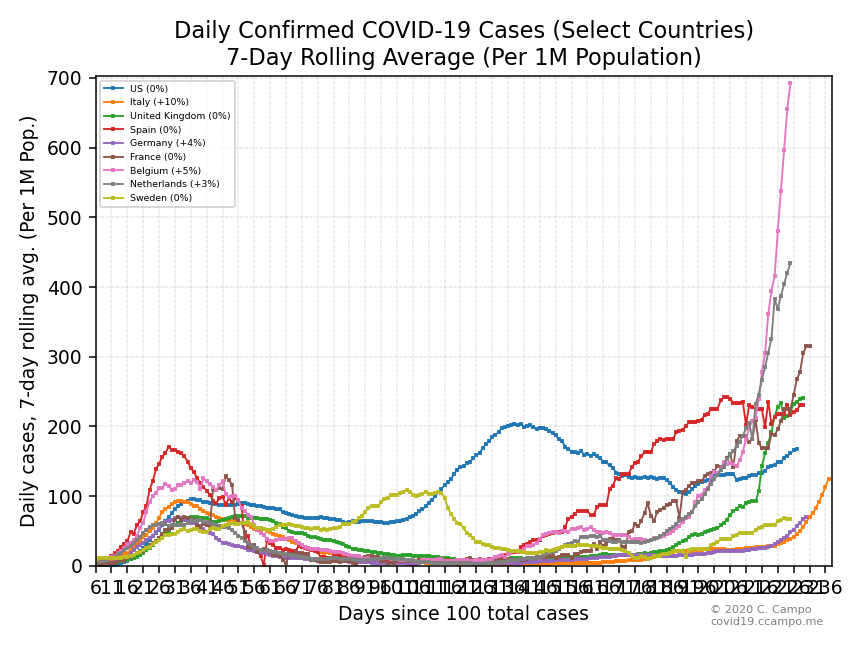 Daily Confirmed COVID-19 Cases (Select Countries)
7-Day Rolling Average (Per 1M Population)
Daily cases, 7-day rolling avg. (Per 1M Pop.)
700
600
500
400
300
200
100
0
US (0%)
Italy (+10%)
United Kingdom (0%)
Spain (0%)
Germany (+4%)
France (0%)
Belgium (+5%)
Netherlands (+3%)
Sweden (0%)
Days since 100 total cases
© 2020 C. Campo
covid19.ccampo.me